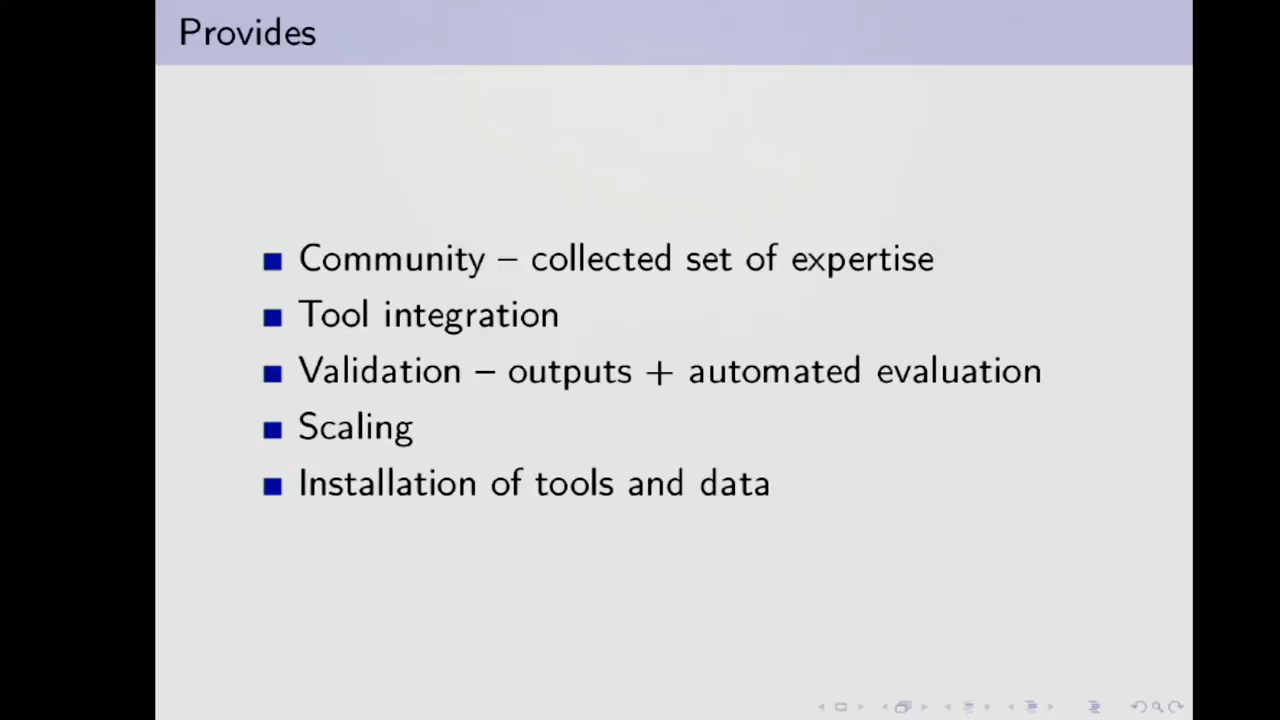 Provides
Community – collected set of expertise
Tool integration
Validation – outputs + automated evaluation
Scaling
Installation of tools and data